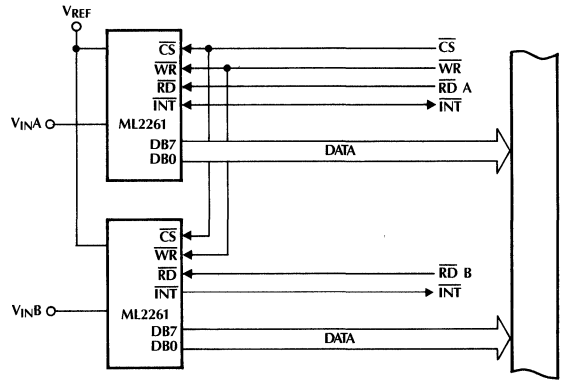 VREF
CS
CS
WR
WR
RD
RD A
INT
INT
VINA
ML2261
DB7
DB0
DATA
CS
WR
RD
RD B
INT
INT
VINB
ML2261
DB7
DB0
DATA